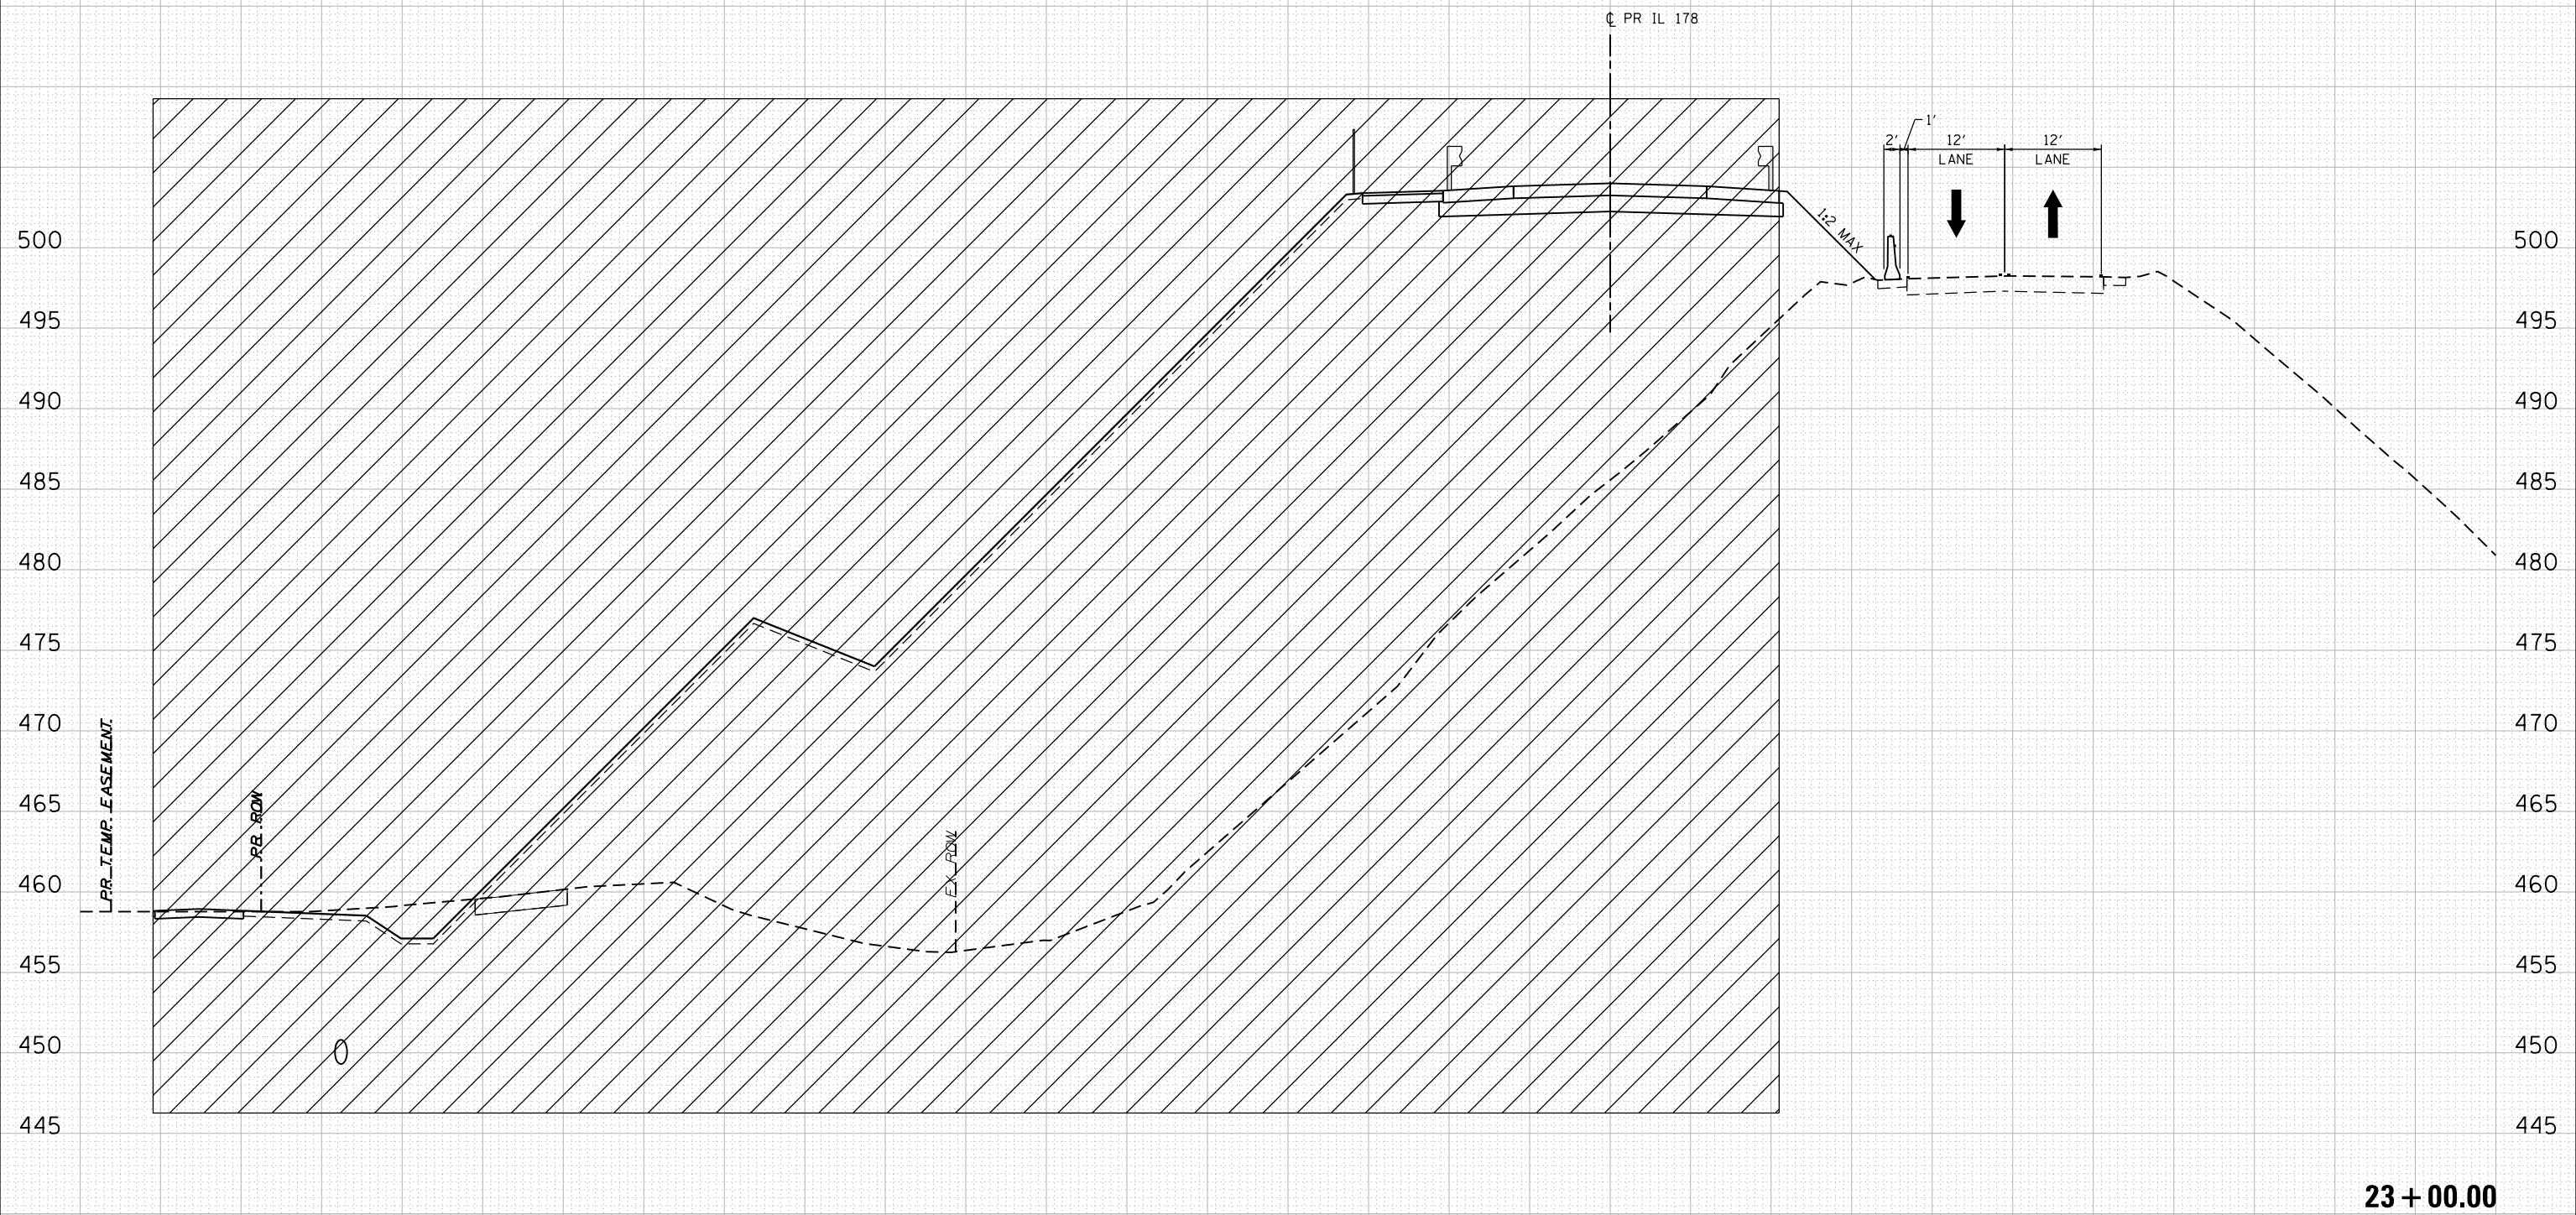 ℄ PR IL 178
1'
2' 12' 12'
LANE LANE
1:2 MAX
500 500
495 495
490 490
485 485
480 480
475 475
470 470
PR TEMP. EASEMENT
465 465
PR ROW
EX ROW
460 460
455 455
450 450
445 445
23+00.00